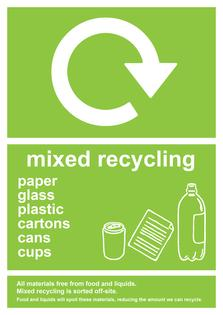 mixed recycling
paper
glass
plastic
cartons
cans
cups
All materials free from food and liquids.
Mixed recycling is sorted off-site.
Food and liquids will spoil these materials, reducing the amount we can recycle.